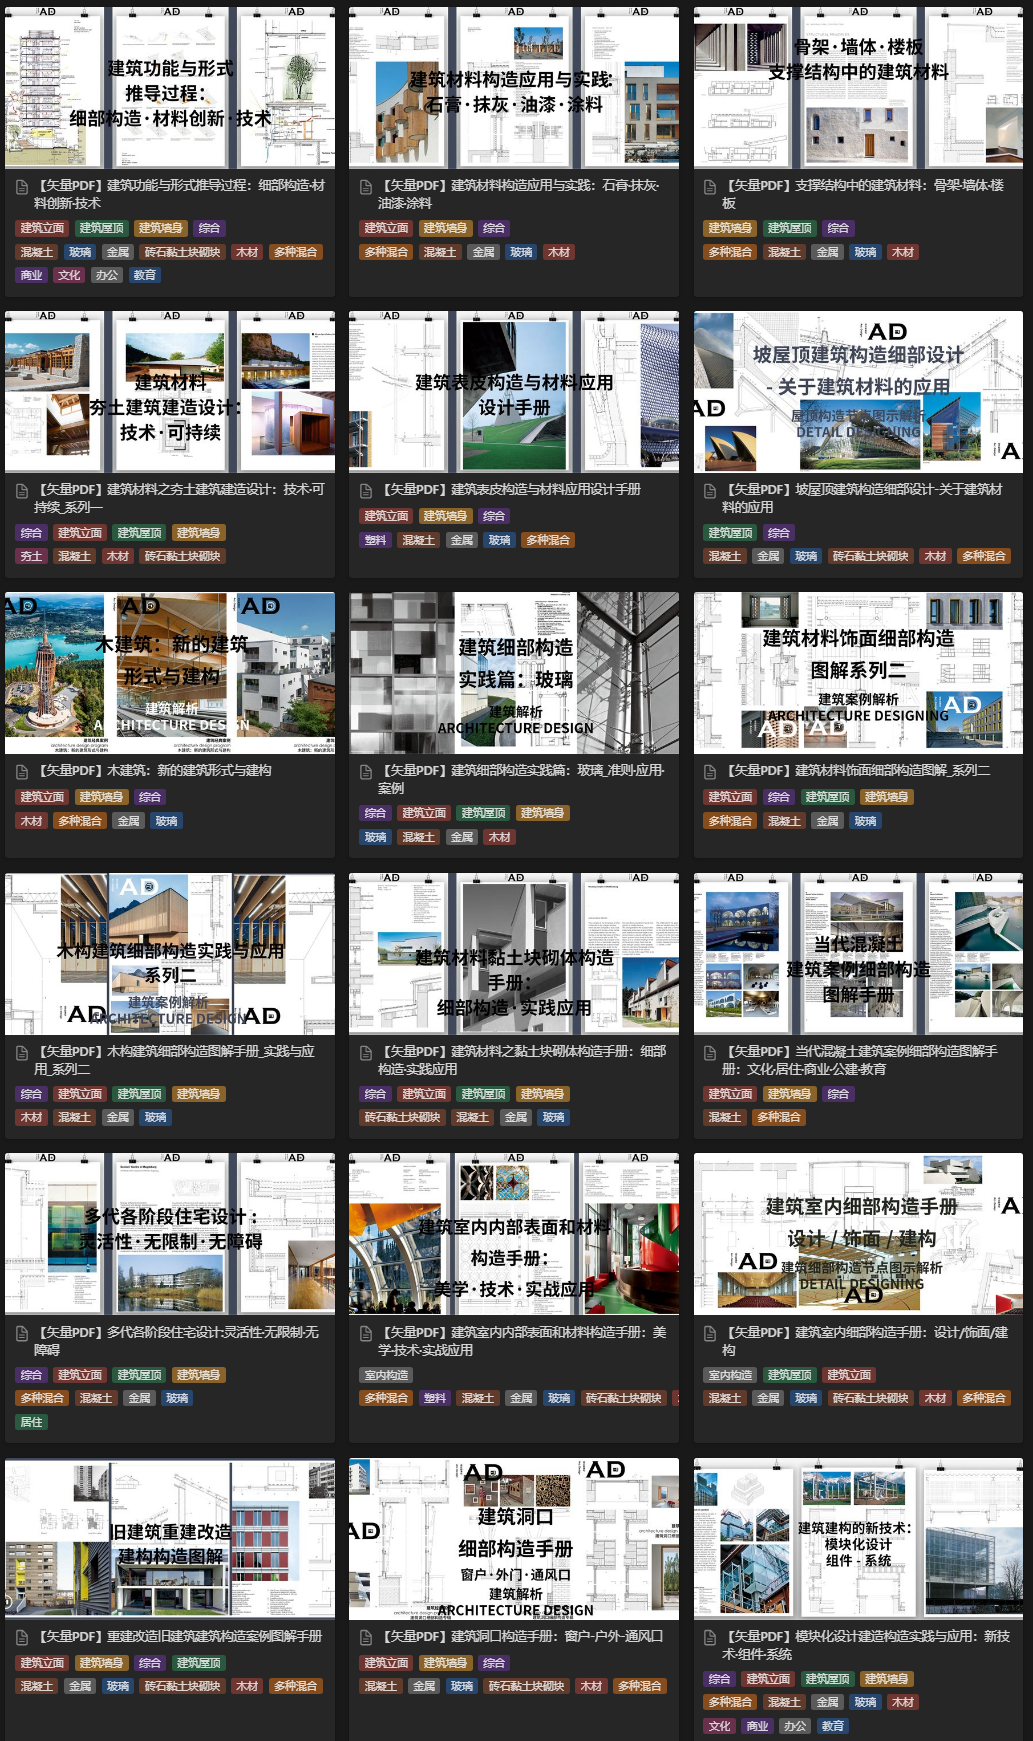 AD
AD
AD
建筑功能与形式
推导过程：
细部构造·材料创新·技术
【矢量PDF】建筑功能与形式推导过程：细部构造·材
料创新·技术
建筑立面 建筑屋顶 建筑墙身 综合
混凝土 玻璃 金属 砖石黏土块砌块 木材 多种混合
商业 文化 办公 教育
AD
AD
AD
建筑材料构造应用与实践：
石膏·抹灰·油漆·涂料
【矢量PDF】建筑材料构造应用与实践：石膏·抹灰·
油漆·涂料
建筑立面 建筑墙身 综合
多种混合 混凝土 金属 玻璃 木材
AD
AD
AD
骨架·墙体·楼板
支撑结构中的建筑材料
【矢量PDF】支撑结构中的建筑材料：骨架·墙体·楼
板
建筑墙身 建筑屋顶 综合
多种混合 混凝土 金属 玻璃 木材
AD
AD
AD
建筑材料
夯土建筑建造设计：
技术·可持续
【矢量PDF】建筑材料之夯土建筑建造设计：技术·可
持续_系列一
综合 建筑立面 建筑屋顶 建筑墙身
夯土 混凝土 木材 砖石黏土块砌块
AD
AD
AD
建筑表皮构造与材料应用
设计手册
【矢量PDF】建筑表皮构造与材料应用设计手册
建筑立面 建筑墙身 综合
塑料 混凝土 金属 玻璃 多种混合
AD
坡屋顶建筑构造细部设计
- 关于建筑材料的应用
AD
屋顶构造节点图示解析
DETAIL DESIGNING
A
【矢量PDF】坡屋顶建筑构造细部设计-关于建筑材
料的应用
建筑屋顶 综合
混凝土 金属 玻璃 砖石黏土块砌块 木材 多种混合
AD
AD
AD
木建筑：新的建筑
形式与建构
建筑解析
ARCHITECTURE DESIGN
【矢量PDF】木建筑：新的建筑形式与建构
建筑立面 建筑墙身 综合
木材 多种混合 金属 玻璃
建筑细部构造
实践篇：玻璃
建筑解析
ARCHITECTURE DESIGN
【矢量PDF】建筑细部构造实践篇：玻璃_准则·应用·
案例
综合 建筑立面 建筑屋顶 建筑墙身
玻璃 混凝土 金属 木材
建筑材料饰面细部构造
图解系列二
建筑案例解析
ARCHITECTURE DESIGNING
AD
AD
AD
【矢量PDF】建筑材料饰面细部构造图解_系列二
建筑立面 综合 建筑屋顶 建筑墙身
多种混合 混凝土 金属 玻璃
AD
木构建筑细部构造实践与应用
系列二
建筑案例解析
ARCHITECTURE DESIGN
AD
AD
【矢量PDF】木构建筑细部构造图解手册_实践与应
用_系列二
综合 建筑立面 建筑屋顶 建筑墙身
木材 混凝土 金属 玻璃
AD
AD
AD
建筑材料黏土块砌体构造
手册：
细部构造·实践应用
【矢量PDF】建筑材料之黏土块砌体构造手册：细部
构造·实践应用
综合 建筑立面 建筑屋顶 建筑墙身
砖石黏土块砌块 混凝土 金属 玻璃
AD
AD
AD
当代混凝土
建筑案例细部构造
图解手册
【矢量PDF】当代混凝土建筑案例细部构造图解手
册：文化·居住·商业·公建·教育
建筑立面 建筑墙身 综合
混凝土 多种混合
AD
AD
AD
多代各阶段住宅设计：
灵活性·无限制·无障碍
【矢量PDF】多代各阶段住宅设计:灵活性·无限制·无
障碍
综合 建筑立面 建筑屋顶 建筑墙身
多种混合 混凝土 金属 玻璃
居住
AD
AD
AD
建筑室内内部表面和材料
构造手册：
美学·技术·实战应用
【矢量PDF】建筑室内内部表面和材料构造手册：美
学·技术·实战应用
室内构造
多种混合 塑料 混凝土 金属 玻璃 砖石黏土块砌块
建筑室内细部构造手册
设计 / 饰面 / 建构
建筑细部构造节点图示解析
DETAIL DESIGNING
A
AD
AD
【矢量PDF】建筑室内细部构造手册：设计/饰面/建
构
室内构造 建筑屋顶 建筑立面
混凝土 金属 玻璃 砖石黏土块砌块 木材 多种混合
旧建筑重建改造
建构构造图解
【矢量PDF】重建改造旧建筑建筑构造案例图解手册
建筑立面 建筑墙身 综合 建筑屋顶
混凝土 金属 玻璃 砖石黏土块砌块 木材 多种混合
AD
AD
AD
建筑洞口
细部构造手册
窗户·外门·通风口
建筑解析
ARCHITECTURE DESIGN
【矢量PDF】建筑洞口构造手册：窗户-户外-通风口
建筑立面 建筑墙身 综合
混凝土 金属 玻璃 砖石黏土块砌块 木材 多种混合
建筑建构的新技术：
模块化设计
组件 - 系统
【矢量PDF】模块化设计建造构造实践与应用：新技
术·组件·系统
综合 建筑立面 建筑屋顶 建筑墙身
多种混合 混凝土 金属 玻璃 木材
文化 商业 办公 教育